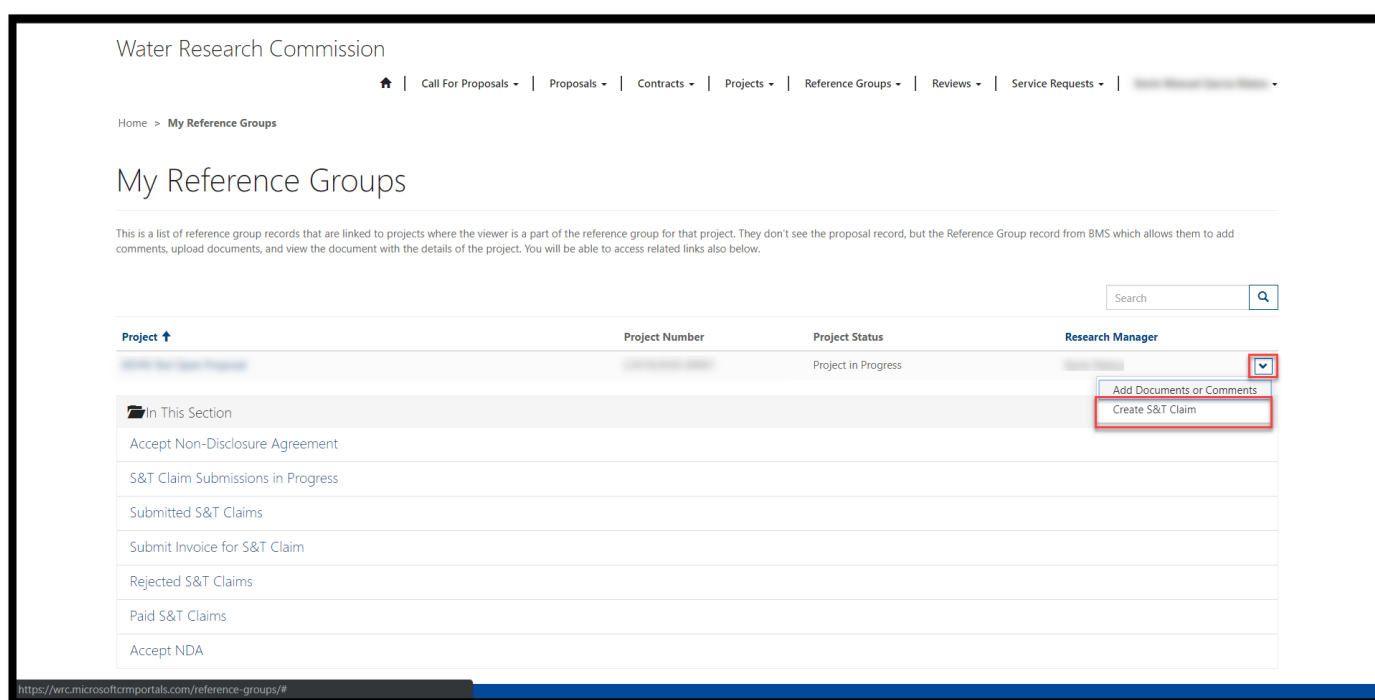 Water Research Commission
Call For Proposals | Proposals | Contracts | Projects | Reference Groups | Reviews | Service Requests |
Home > My Reference Groups
My Reference Groups
This is a list of reference group records that are linked to projects where the viewer is a part of the reference group for that project. They don't see the proposal record, but the Reference Group record from BMS which allows them to add
comments, upload documents, and view the document with the details of the project. You will be able to access related links also below.
Search
Project Project Number Project Status Research Manager
Project in Progress
Add Documents or Comments
Create S&T Claim
In This Section
Accept Non-Disclosure Agreement
S&T Claim Submissions in Progress
Submitted S&T Claims
Submit Invoice for S&T Claim
Rejected S&T Claims
Paid S&T Claims
Accept NDA
https://wrc.microsoftcrmportals.com/reference-groups/#